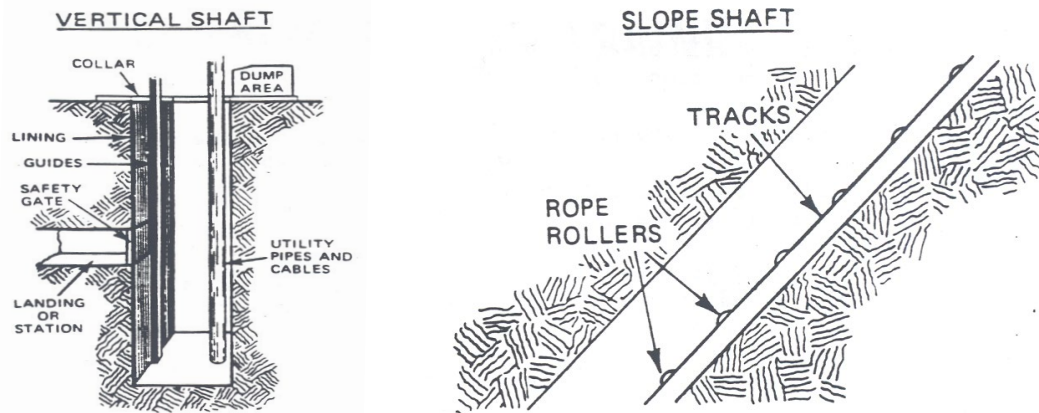 VERTICAL SHAFT
COLLAR
DUMP
AREA
LINING
GUIDES
SAFETY
GATE
UTILITY
PIPES AND
CABLES
LANDING
OR
STATION
SLOPE SHAFT
TRACKS
ROPE
ROLLERS